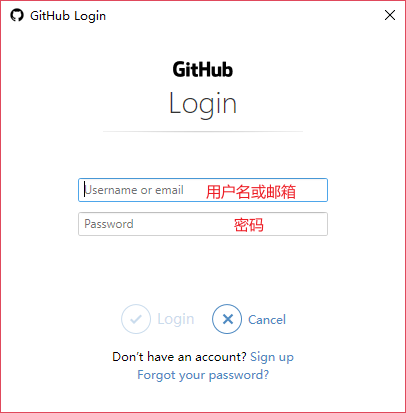 GitHub Login
GitHub
Login
Username or email 用户名或邮箱
Password 密码
Login Cancel
Don't have an account? Sign up
Forgot your password?